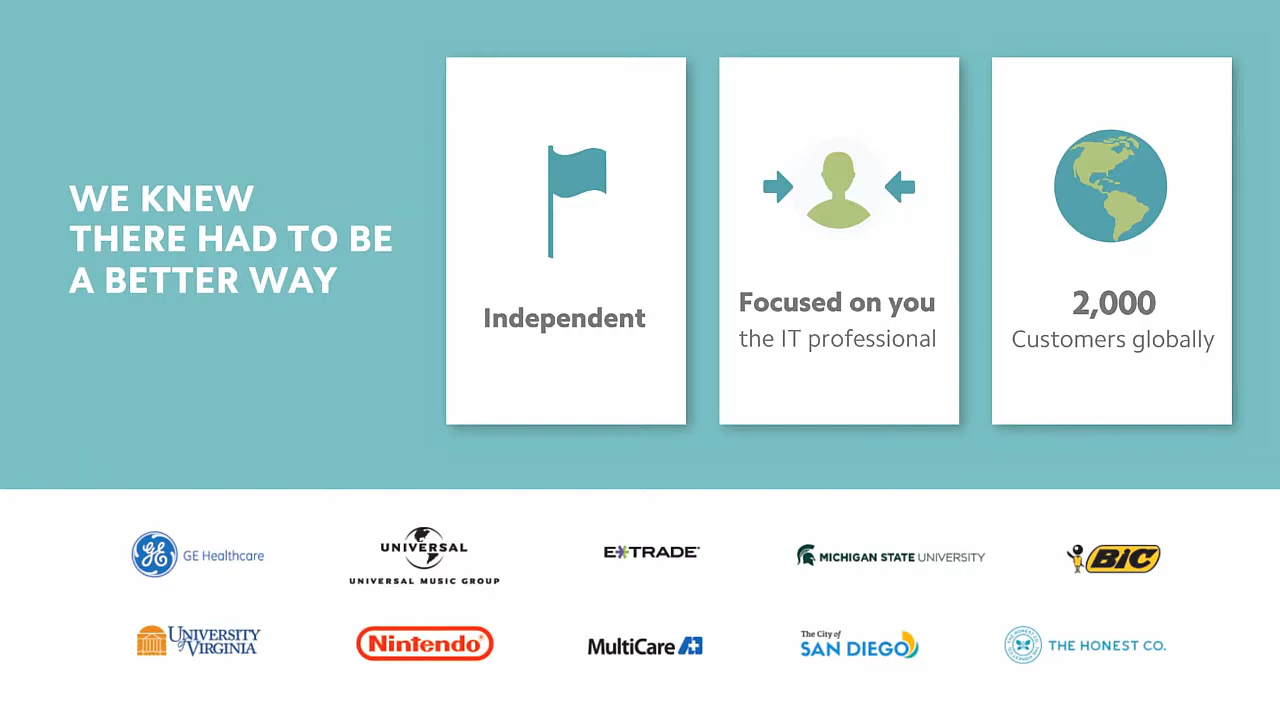 WE KNEW
THERE HAD TO BE
A BETTER WAY
Independent
Focused on you
the IT professional
2,000
Customers globally
GE Healthcare
UNIVERSAL
UNIVERSAL MUSIC GROUP
E*TRADE
MICHIGAN STATE UNIVERSITY
BIC
UNIVERSITY
of VIRGINIA
Nintendo®
MultiCare
The City of
SAN DIEGO
THE HONEST CO.